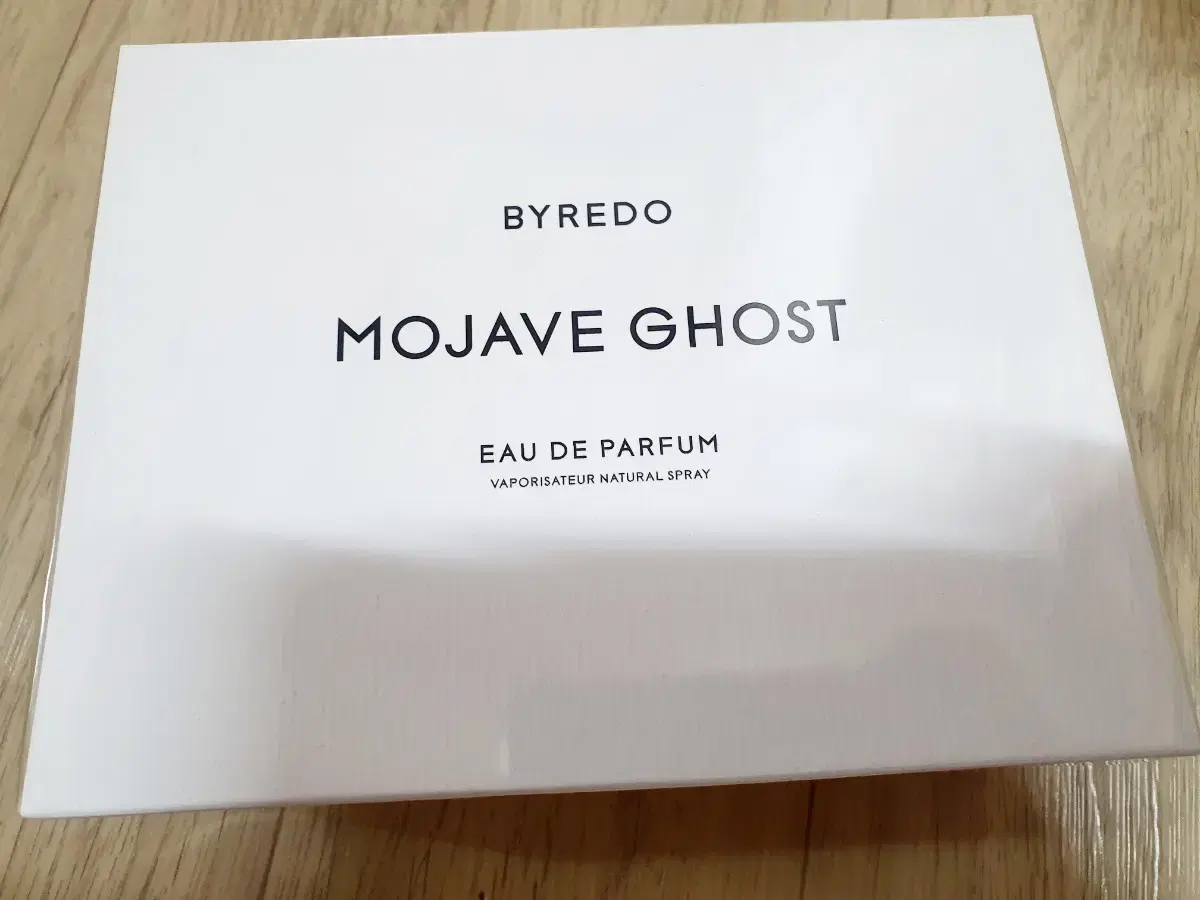 BYREDO
MOJAVE GHOST
EAU DE PARFUM
VAPORISATEUR NATURAL SPRAY